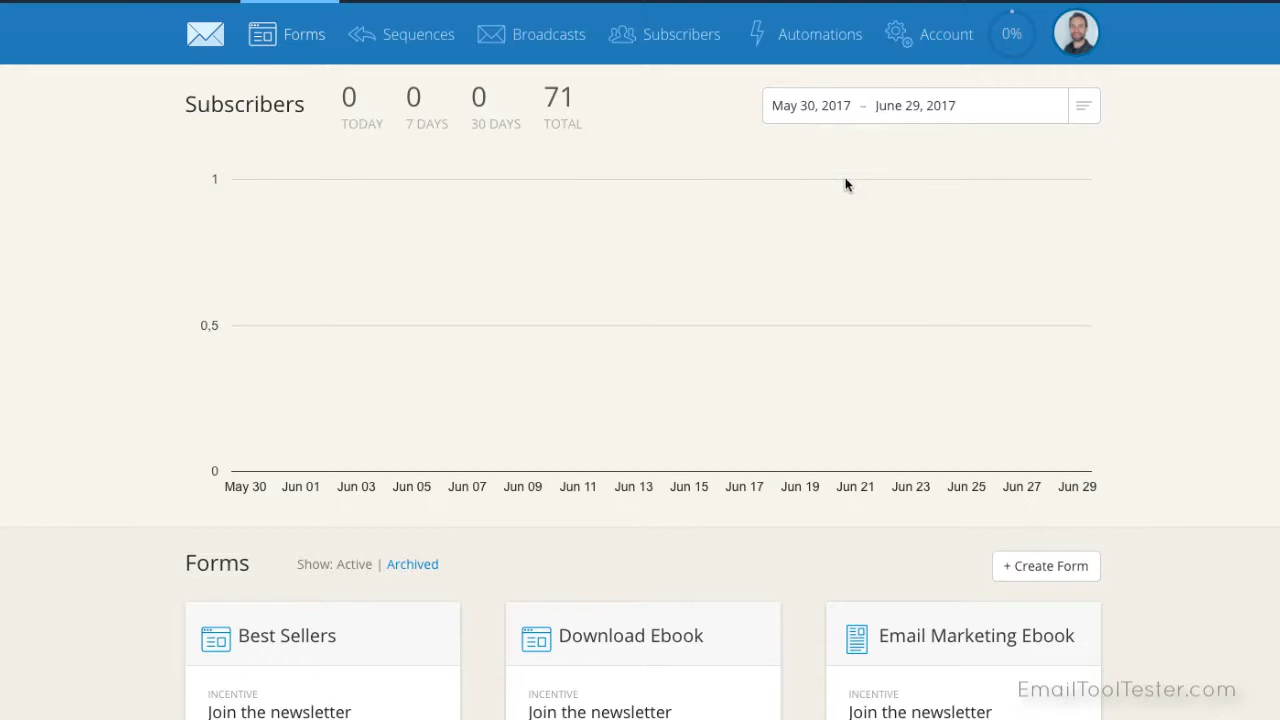 Forms Sequences Broadcasts Subscribers Automations Account 0%
Subscribers
0 0 0 71
TODAY 7 DAYS 30 DAYS TOTAL
May 30, 2017 – June 29, 2017
1
0,5
0
May 30 Jun 01 Jun 03 Jun 05 Jun 07 Jun 09 Jun 11 Jun 13 Jun 15 Jun 17 Jun 19 Jun 21 Jun 23 Jun 25 Jun 27 Jun 29
Forms Show: Active | Archived + Create Form
Best Sellers Download Ebook Email Marketing Ebook
INCENTIVE INCENTIVE INCENTIVE
Join the newsletter Join the newsletter Join the newsletter
EmailToolTester.com